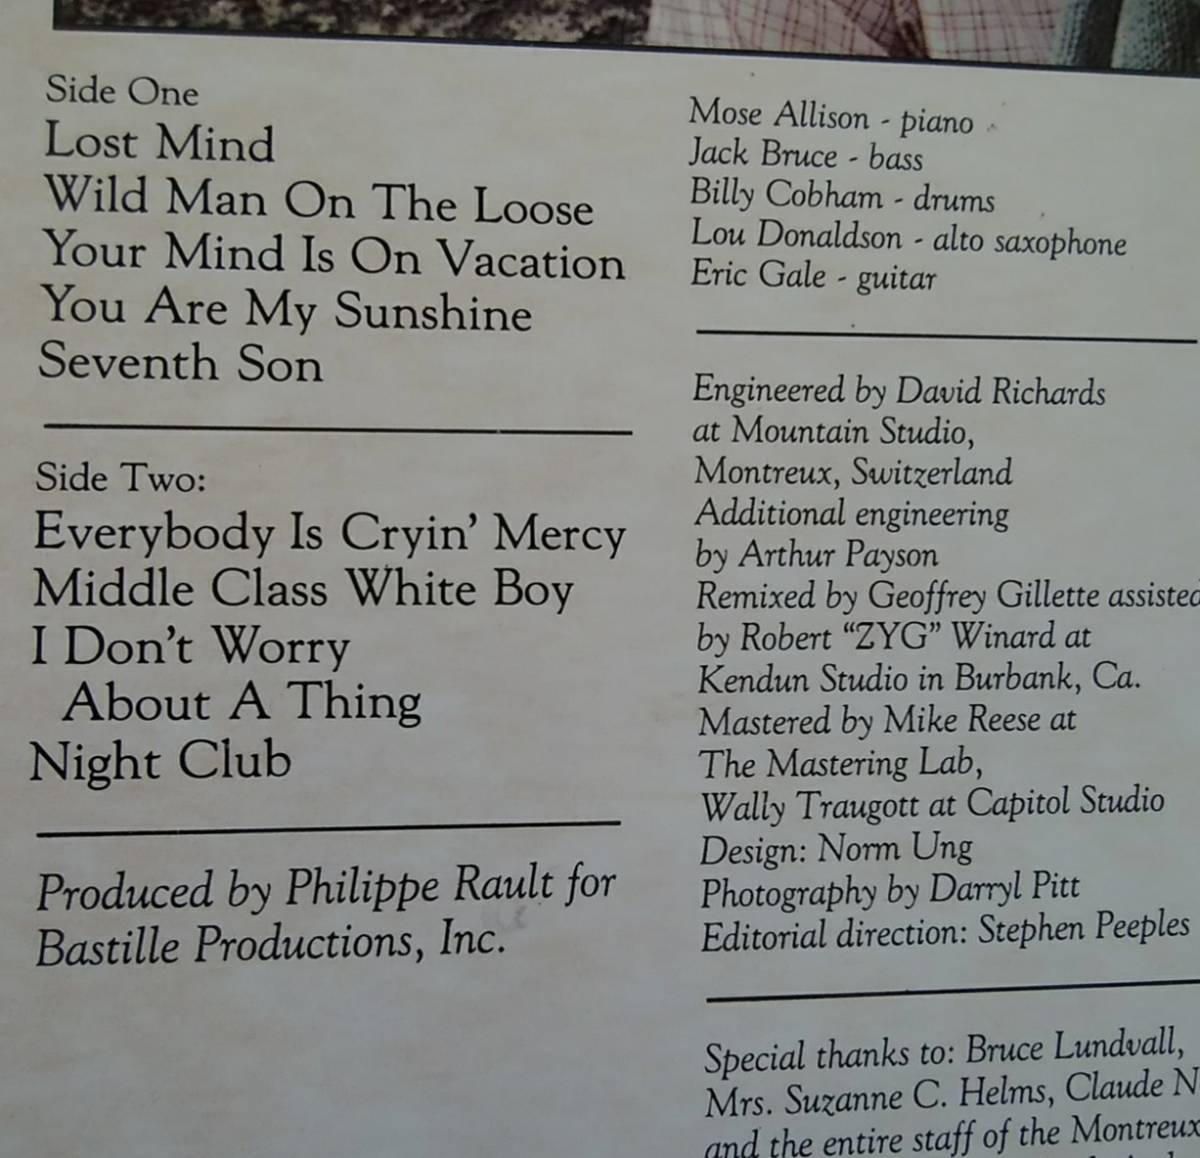 Side One
Lost Mind
Wild Man On The Loose
Your Mind Is On Vacation
You Are My Sunshine
Seventh Son
Side Two:
Everybody Is Cryin’ Mercy
Middle Class White Boy
I Don’t Worry
About A Thing
Night Club
Produced by Philippe Rault for
Bastille Productions, Inc.
Mose Allison - piano
Jack Bruce - bass
Billy Cobham - drums
Lou Donaldson - alto saxophone
Eric Gale - guitar
Engineered by David Richards
at Mountain Studio,
Montreux, Switzerland
Additional engineering
by Arthur Payson
Remixed by Geoffrey Gillette assisted
by Robert “ZYG” Winard at
Kendun Studio in Burbank, Ca.
Mastered by Mike Reese at
The Mastering Lab,
Wally Traugott at Capitol Studio
Design: Norm Ung
Photography by Darryl Pitt
Editorial direction: Stephen Peeples
Special thanks to: Bruce Lundvall,
Mrs. Suzanne C. Helms, Claude N
and the entire staff of the Montreux